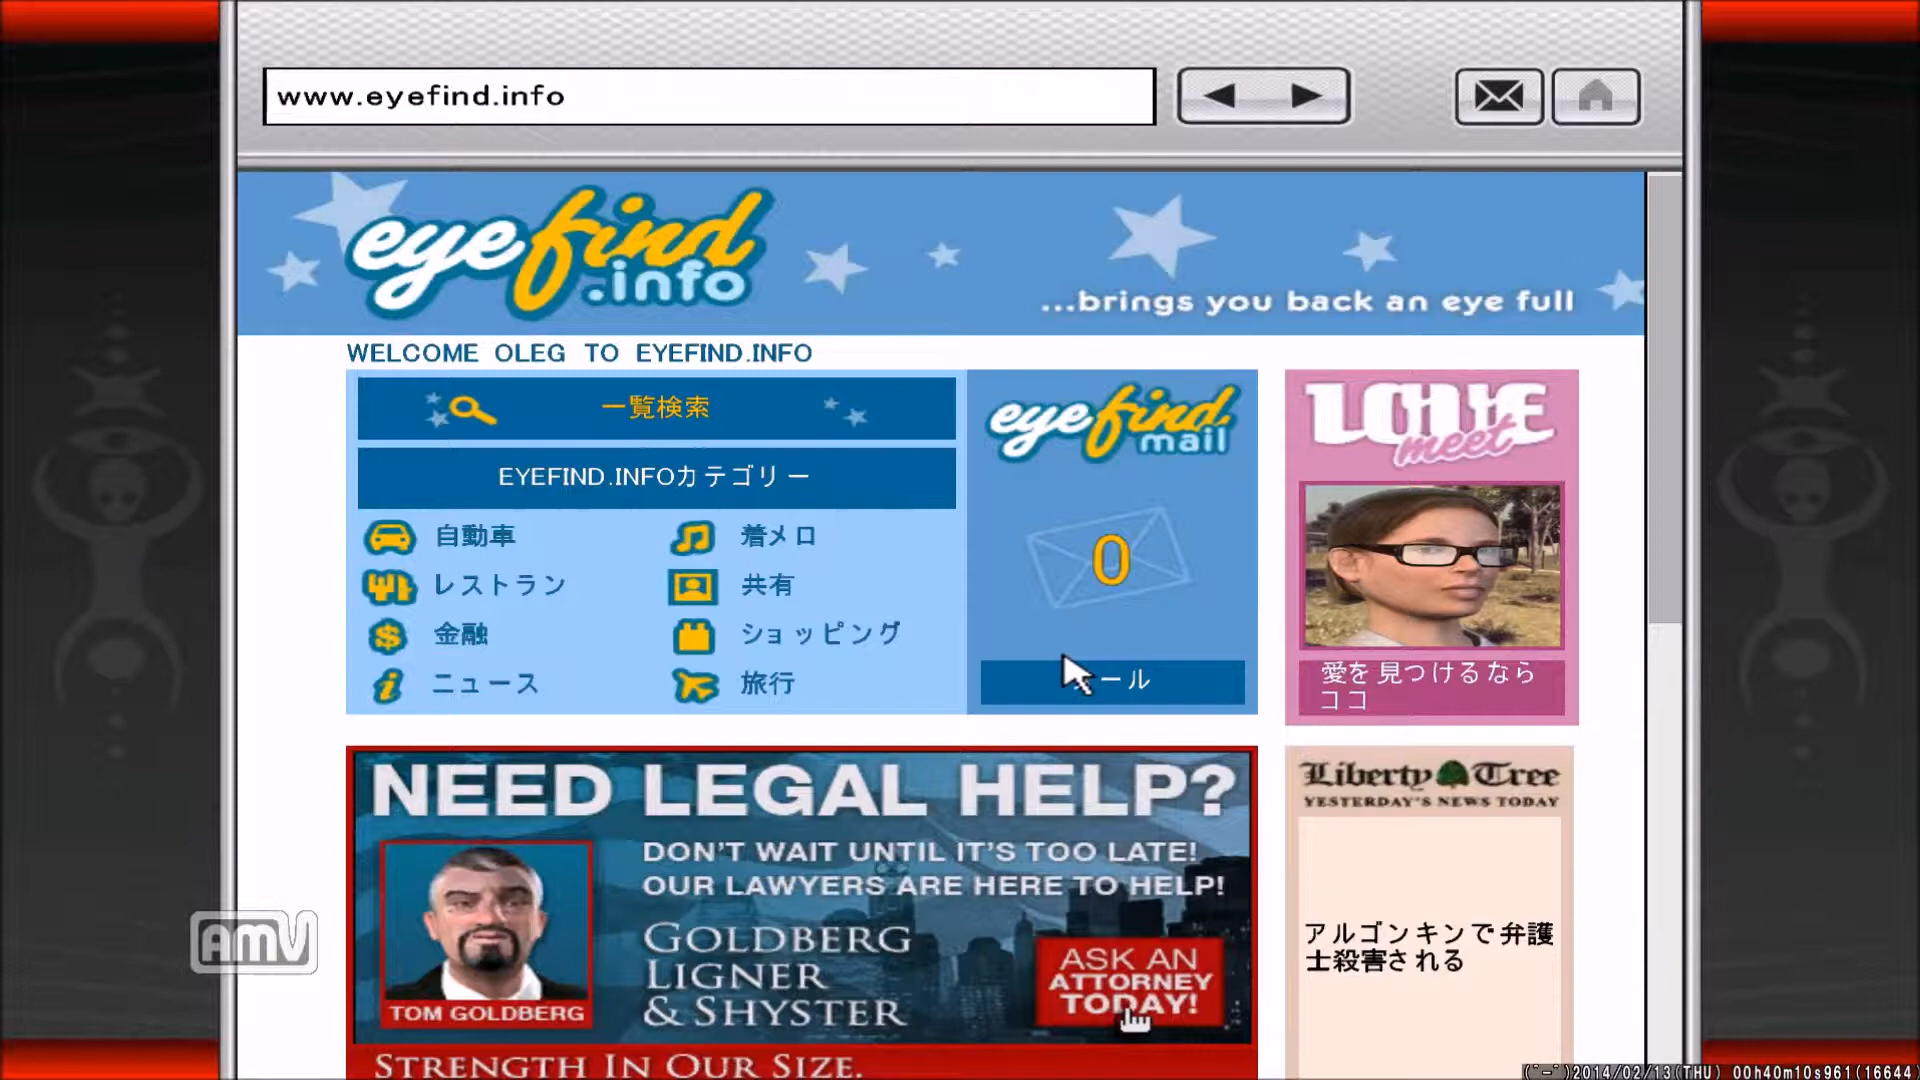 www.eyefind.info
eyefind
.info
...brings you back an eye full
WELCOME OLEG TO EYEFIND.INFO
一覧検索
EYEFIND.INFOカテゴリー
自動車
着メロ
レストラン
共有
金融
ショッピング
ニュース
旅行
eyefind
mail
0
ール
LOVE
meet
愛を見つけるなら
ココ
NEED LEGAL HELP?
DON'T WAIT UNTIL IT'S TOO LATE!
OUR LAWYERS ARE HERE TO HELP!
GOLDBERG
LIGNER
& SHYSTER
ASK AN
ATTORNEY
TODAY!
TOM GOLDBERG
STRENGTH IN OUR SIZE.
Liberty Tree
YESTERDAY'S NEWS TODAY
アルゴンキンで弁護
士殺害される
AMV
(ﾟｰﾟ)2014/02/13(THU) 00h40m10s961(16644)